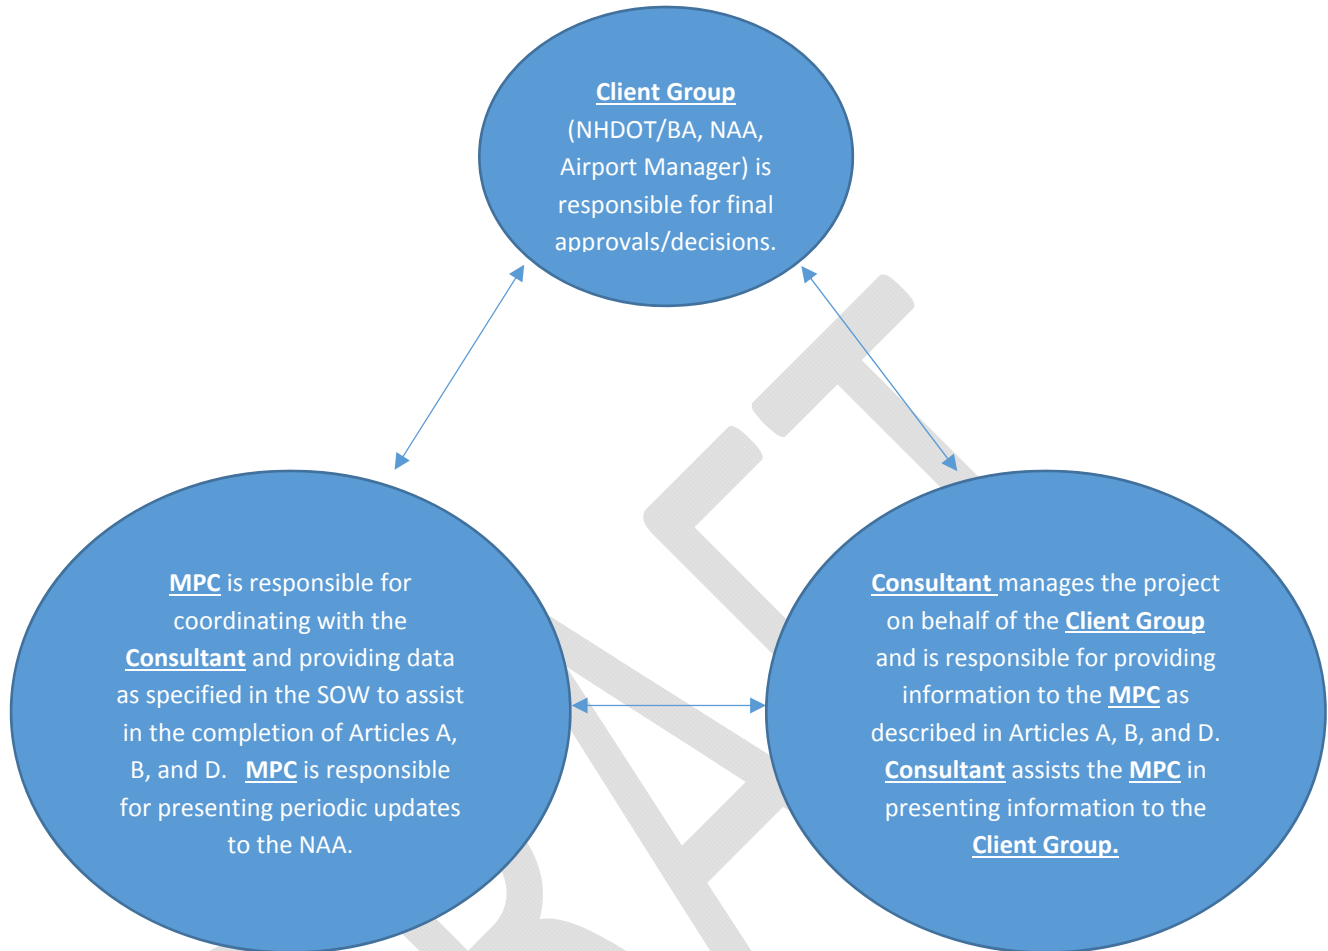 Client Group
(NHDOT/BA, NAA,
Airport Manager) is
responsible for final
approvals/decisions.
MPC is responsible for
coordinating with the
Consultant and providing data
as specified in the SOW to assist
in the completion of Articles A,
B, and D.   MPC is responsible
for presenting periodic updates
to the NAA.
Consultant manages the project
on behalf of the Client Group
and is responsible for providing
information to the MPC as
described in Articles A, B, and D.
Consultant assists the MPC in
presenting information to the
Client Group.
DRAFT